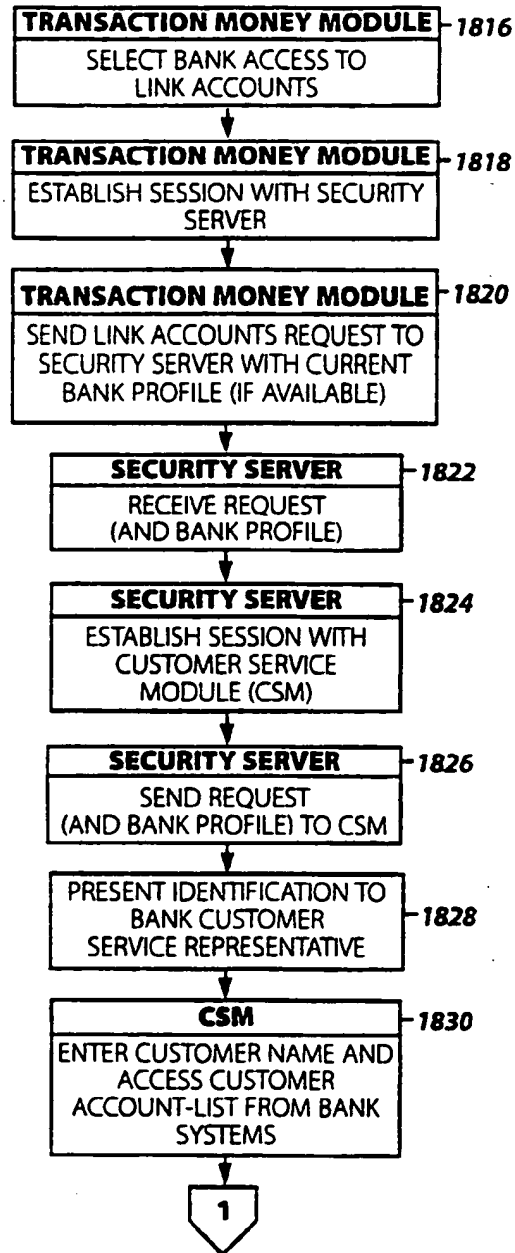 TRANSACTION MONEY MODULE
1816
SELECT BANK ACCESS TO
LINK ACCOUNTS
TRANSACTION MONEY MODULE
1818
ESTABLISH SESSION WITH SECURITY
SERVER
TRANSACTION MONEY MODULE
1820
SEND LINK ACCOUNTS REQUEST TO
SECURITY SERVER WITH CURRENT
BANK PROFILE (IF AVAILABLE)
SECURITY SERVER
1822
RECEIVE REQUEST
(AND BANK PROFILE)
SECURITY SERVER
1824
ESTABLISH SESSION WITH
CUSTOMER SERVICE
MODULE (CSM)
SECURITY SERVER
1826
SEND REQUEST
(AND BANK PROFILE) TO CSM
PRESENT IDENTIFICATION TO
BANK CUSTOMER
SERVICE REPRESENTATIVE
1828
CSM
1830
ENTER CUSTOMER NAME AND
ACCESS CUSTOMER
ACCOUNT-LIST FROM BANK
SYSTEMS
1